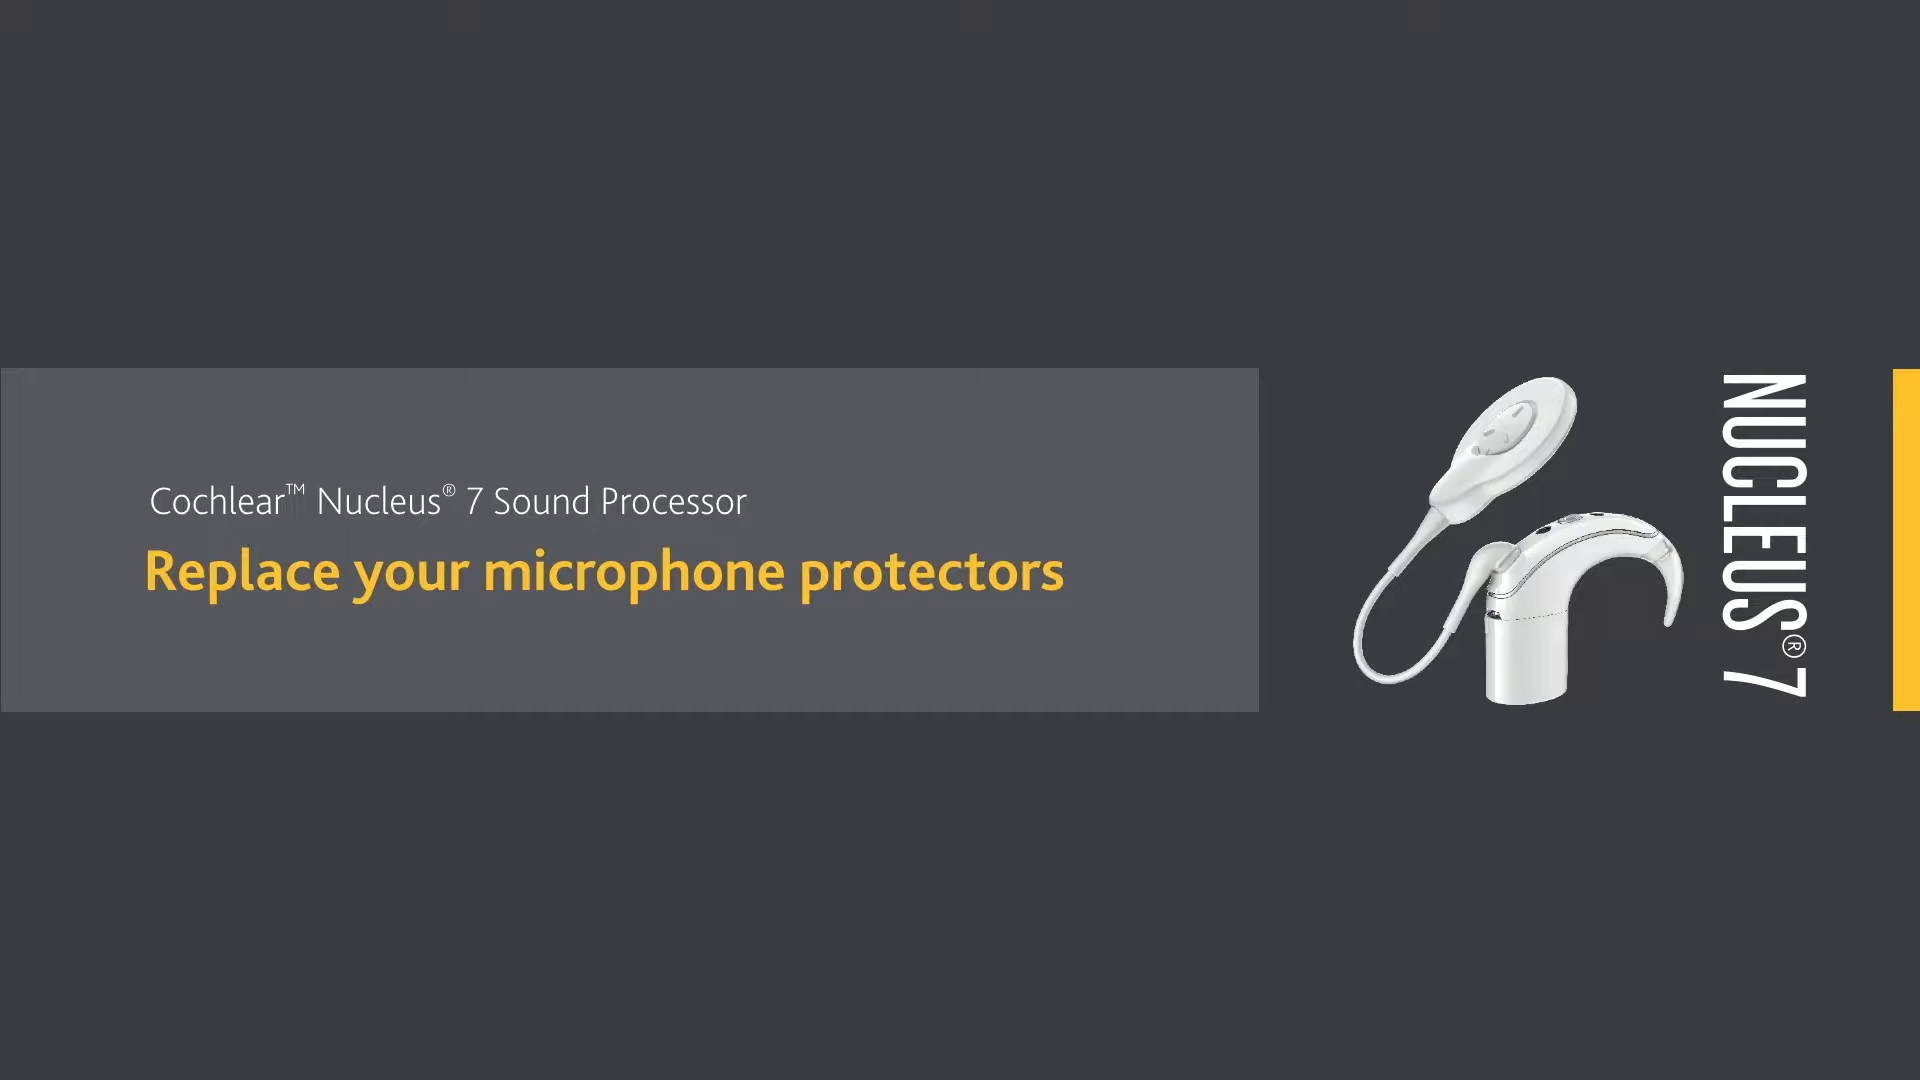 Cochlear™ Nucleus® 7 Sound Processor
Replace your microphone protectors
NUCLEUS® 7